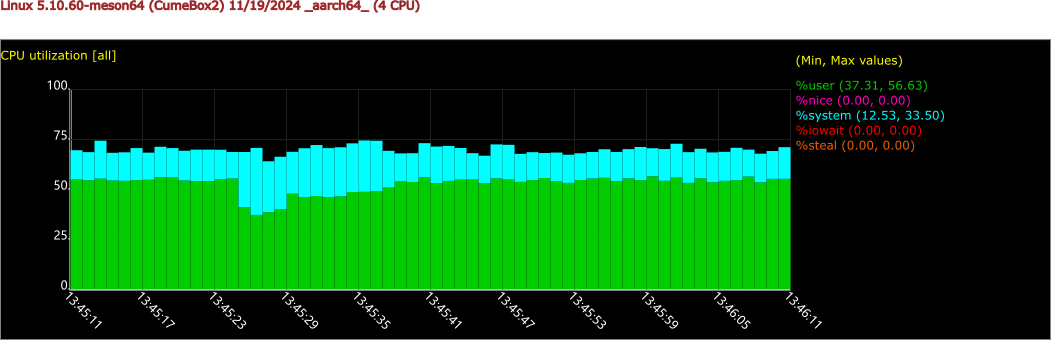 Linux 5.10.60-meson64 (CumeBox2) 11/19/2024 _aarch64_ (4 CPU)
CPU utilization [all]
(Min, Max values)
%user (37.31, 56.63)
%nice (0.00, 0.00)
%system (12.53, 33.50)
%iowait (0.00, 0.00)
%steal (0.00, 0.00)
100
75
50
25
0
13:45:11
13:45:17
13:45:23
13:45:29
13:45:35
13:45:41
13:45:47
13:45:53
13:45:59
13:46:05
13:46:11